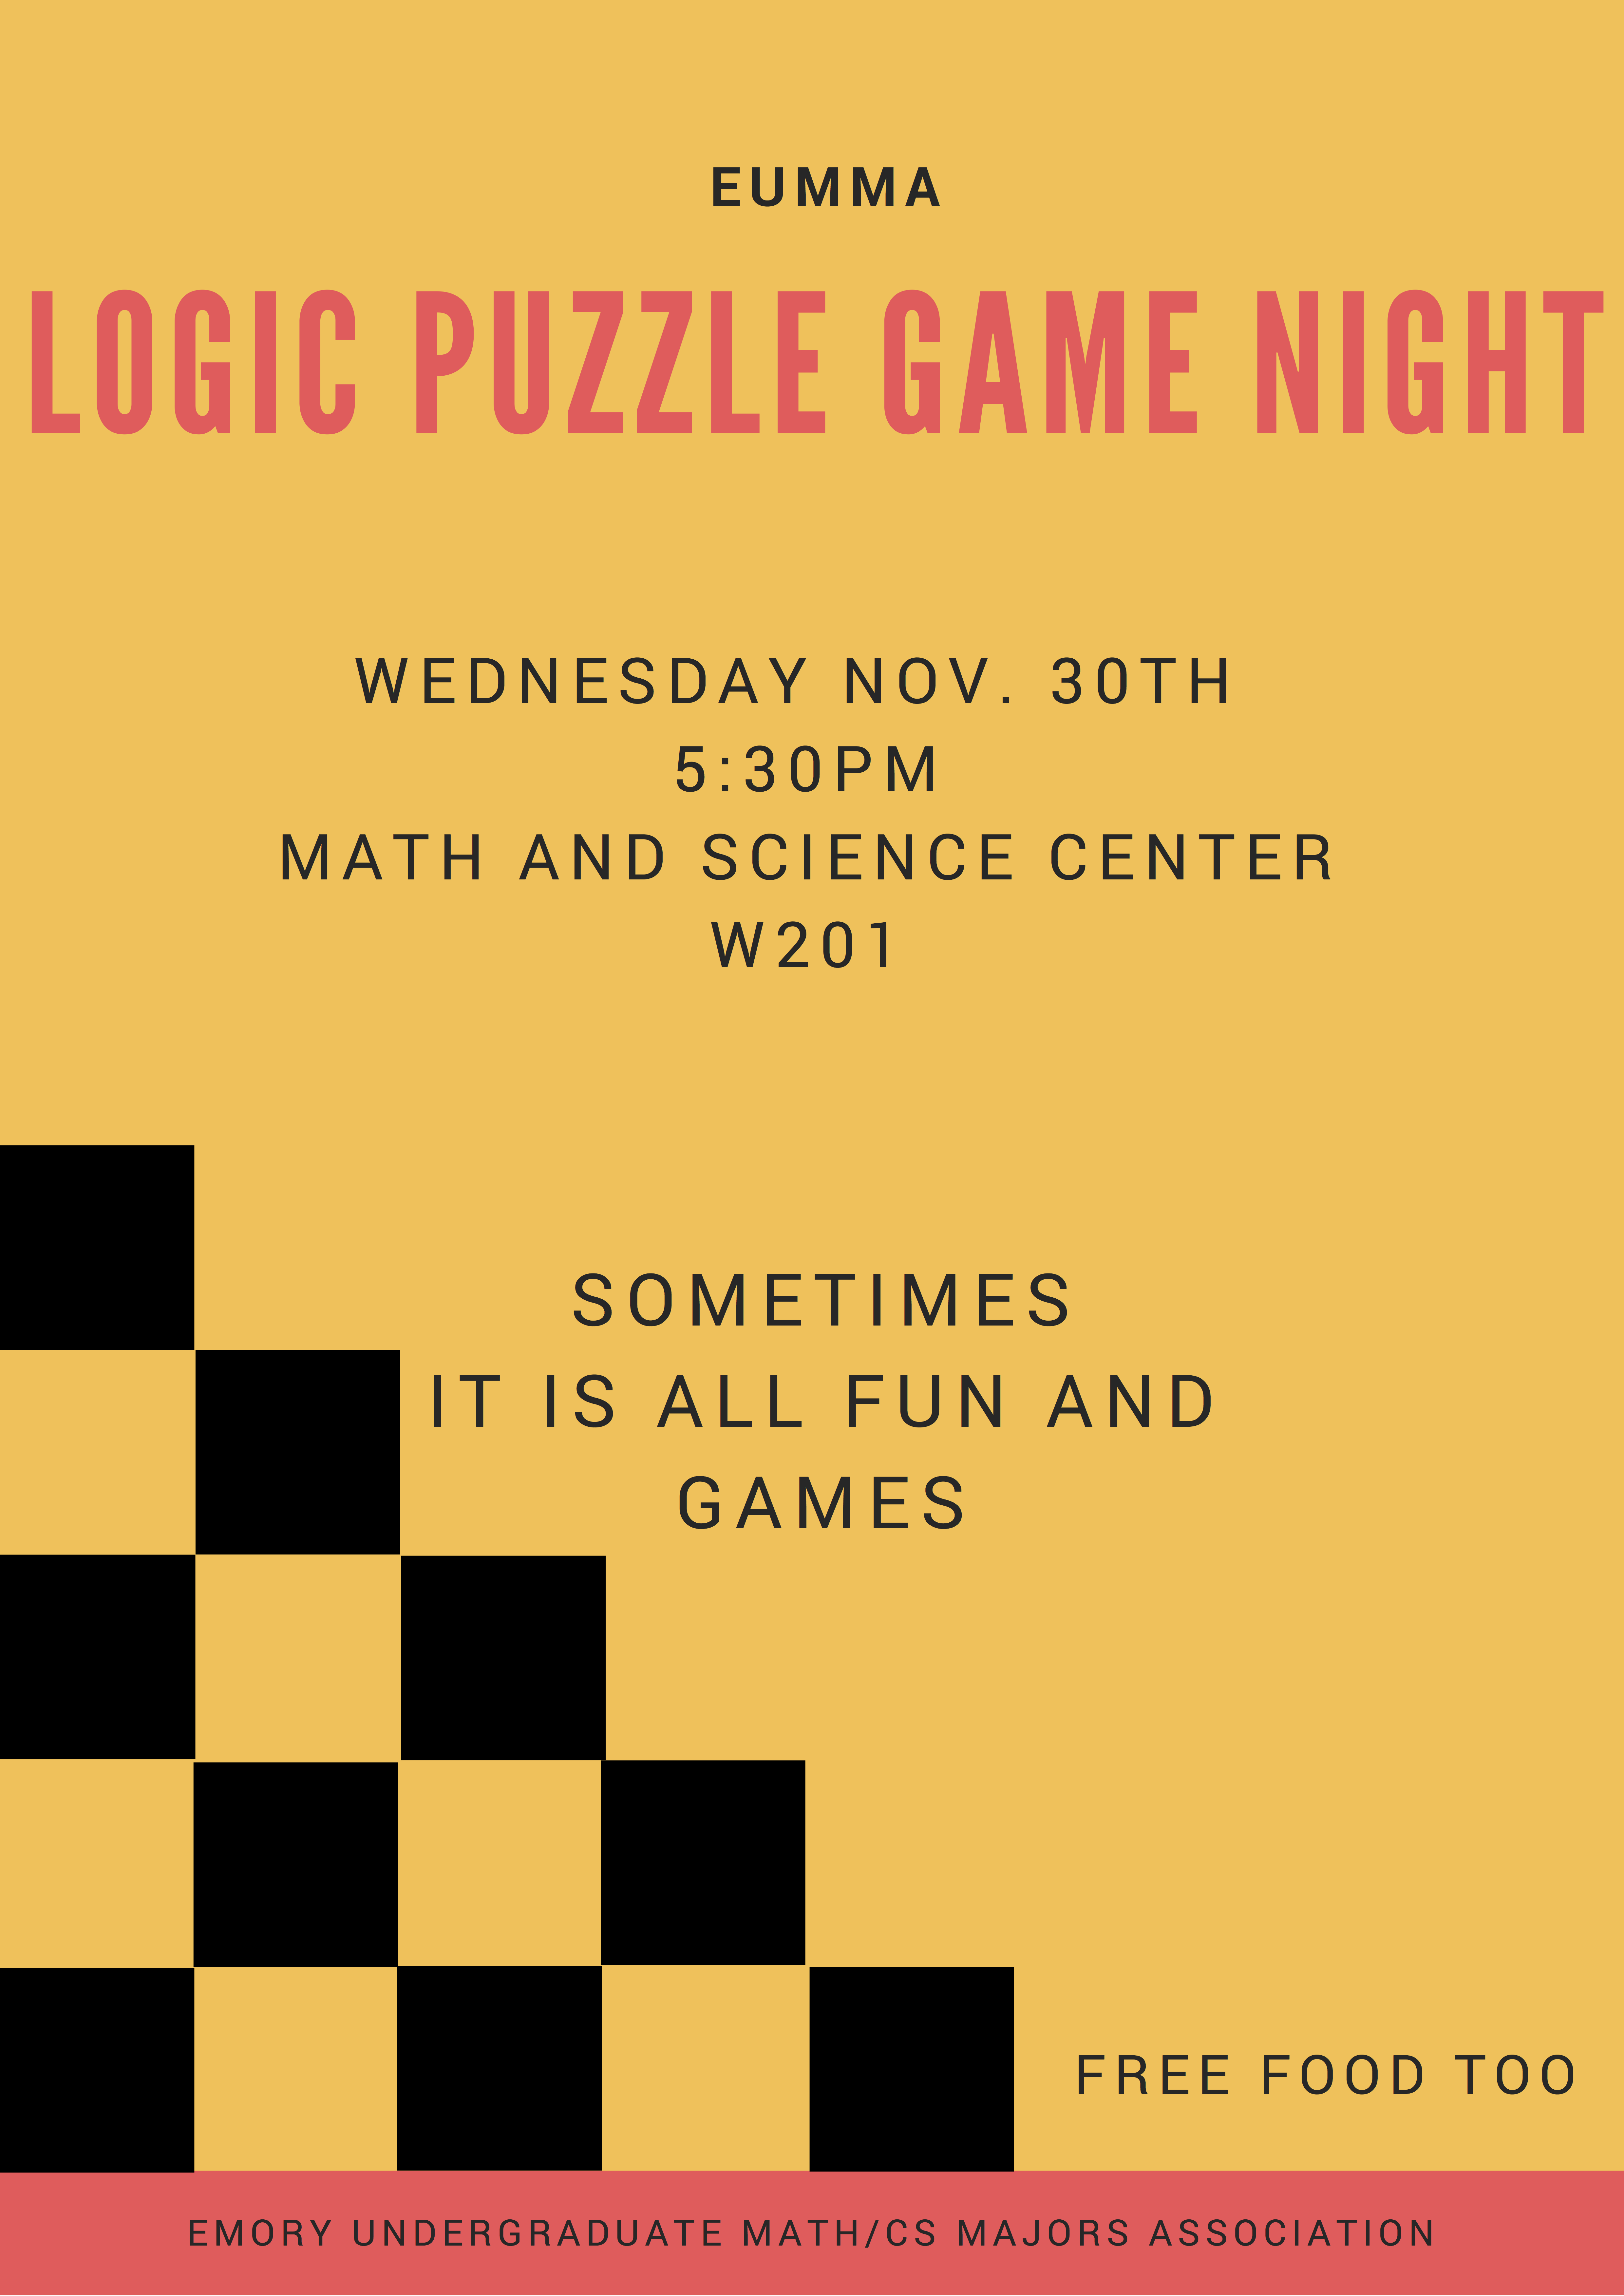 EUMMA
LOGIC PUZZLE GAME NIGHT
WEDNESDAY NOV. 30TH
5:30PM
MATH AND SCIENCE CENTER
W201
SOMETIMES
IT IS ALL FUN AND
GAMES
FREE FOOD TOO
EMORY UNDERGRADUATE MATH/CS MAJORS ASSOCIATION